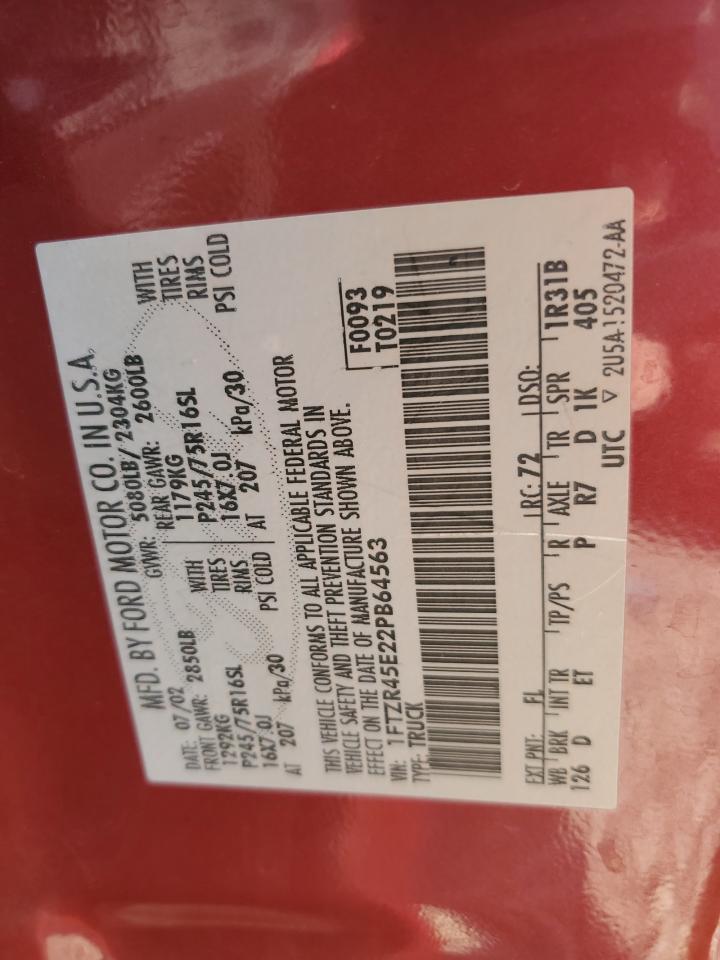 MFD. BY FORD MOTOR CO. IN U.S.A.
DATE: 07/02 GVWR: 5080LB/ 2304KG
FRONT GAWR: 2850LB REAR GAWR: 2600LB
1292KG WITH 1179KG WITH
P245/75R16SL TIRES P245/75R16SL TIRES
16X7.0J RIMS 16X7.0J RIMS
AT 207 kPa/30 PSI COLD AT 207 kPa/30 PSI COLD
THIS VEHICLE CONFORMS TO ALL APPLICABLE FEDERAL MOTOR
VEHICLE SAFETY AND THEFT PREVENTION STANDARDS IN
EFFECT ON THE DATE OF MANUFACTURE SHOWN ABOVE.
VIN: 1FTZR45E22PB64563 F0093
TYPE: TRUCK T0219
EXT PNT: FL RC: 72 DSO:
WB BRK INT TR TP/PS R AXLE TR SPR 1R31B
126 D ET P R7 D 1K 405
UTC ▽ 2U5A-1520472-AA